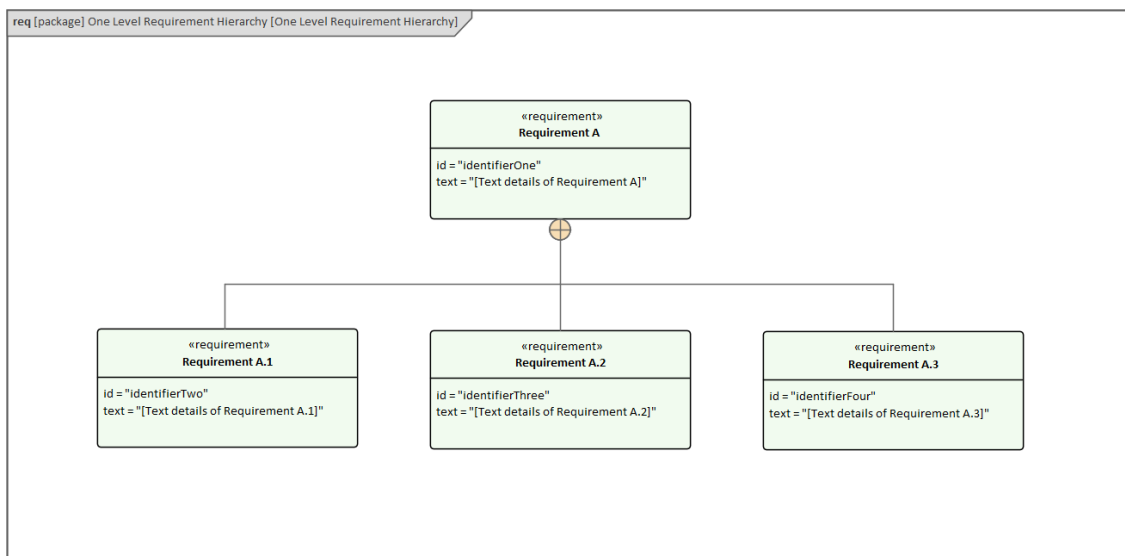 req [package] One Level Requirement Hierarchy [One Level Requirement Hierarchy]
«requirement»
Requirement A
id = "identifierOne"
text = "[Text details of Requirement A]"
«requirement»
Requirement A.1
id = "identifierTwo"
text = "[Text details of Requirement A.1]"
«requirement»
Requirement A.2
id = "identifierThree"
text = "[Text details of Requirement A.2]"
«requirement»
Requirement A.3
id = "identifierFour"
text = "[Text details of Requirement A.3]"